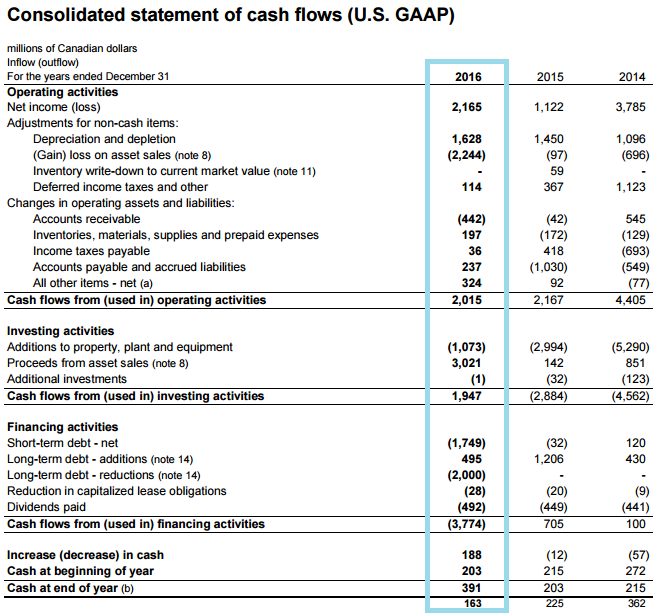 Consolidated statement of cash flows (U.S. GAAP)
millions of Canadian dollars
Inflow (outflow)
For the years ended December 31 2016 2015 2014
Operating activities
Net income (loss) 2,165 1,122 3,785
Adjustments for non-cash items:
Depreciation and depletion 1,628 1,450 1,096
(Gain) loss on asset sales (note 8) (2,244) (97) (696)
Inventory write-down to current market value (note 11) - 59 -
Deferred income taxes and other 114 367 1,123
Changes in operating assets and liabilities:
Accounts receivable (442) (42) 545
Inventories, materials, supplies and prepaid expenses 197 (172) (129)
Income taxes payable 36 418 (693)
Accounts payable and accrued liabilities 237 (1,030) (549)
All other items - net (a) 324 92 (77)
Cash flows from (used in) operating activities 2,015 2,167 4,405
Investing activities
Additions to property, plant and equipment (1,073) (2,994) (5,290)
Proceeds from asset sales (note 8) 3,021 142 851
Additional investments (1) (32) (123)
Cash flows from (used in) investing activities 1,947 (2,884) (4,562)
Financing activities
Short-term debt - net (1,749) (32) 120
Long-term debt - additions (note 14) 495 1,206 430
Long-term debt - reductions (note 14) (2,000) - -
Reduction in capitalized lease obligations (28) (20) (9)
Dividends paid (492) (449) (441)
Cash flows from (used in) financing activities (3,774) 705 100
Increase (decrease) in cash 188 (12) (57)
Cash at beginning of year 203 215 272
Cash at end of year (b) 391 203 215
163 225 362